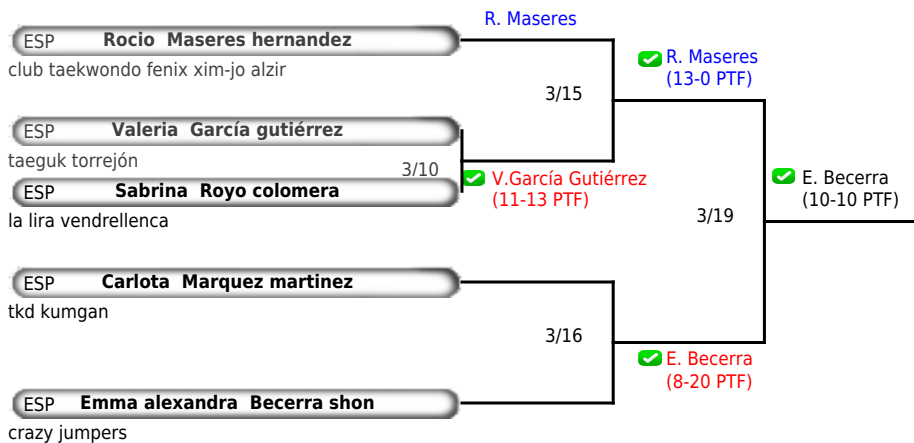 R. Maseres
ESP Rocio Maseres hernandez
club taekwondo fenix xim-jo alzir
R. Maseres
(13-0 PTF)
3/15
ESP Valeria García gutiérrez
taeguk torrejón
3/10
V.García Gutiérrez
(11-13 PTF)
ESP Sabrina Royo colomera
la lira vendrellenca
E. Becerra
(10-10 PTF)
3/19
ESP Carlota Marquez martinez
tkd kumgan
3/16
E. Becerra
(8-20 PTF)
ESP Emma alexandra Becerra shon
crazy jumpers